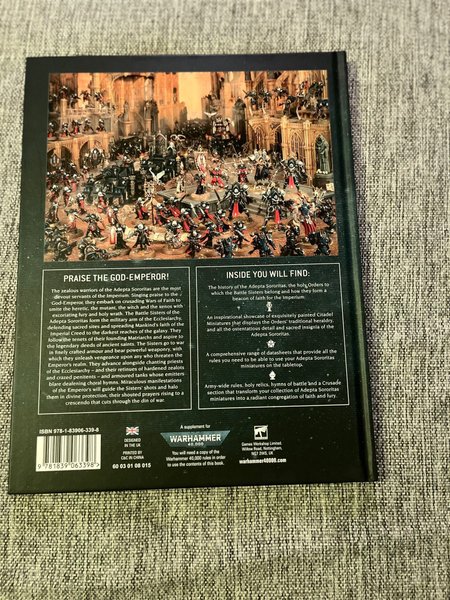 PRAISE THE GOD-EMPEROR!
The zealous warriors of the Adepta Sororitas are the most
devout servants of the Imperium. Singing praise to the
God-Emperor, they embark on crusading Wars of Faith to
smite the heretic, the mutant, the witch and the xenos with
excoriating fury and holy wrath. The Battle Sisters of the
Adepta Sororitas form the military arm of the Ecclesiarchy,
defending sacred sites and spreading Mankind's faith of the
Imperial Creed to the darkest reaches of the galaxy. They
follow the tenets of their founding Matriarchs and aspire to
the legendary deeds of ancient saints. The Sisters go to war
in finely crafted armour and bear powerful weaponry, with
which they unleash vengeance upon any who threaten the
Emperor's realm. They advance alongside chanting priests
of the Ecclesiarchy – and their retinues of hardened zealots
and crazed penitents – and armoured tanks whose emitters
blare deafening choral hymns. Miraculous manifestations
of the Emperor's will guide the Sisters' shots and halo
them in divine protection, their shouted prayers rising to a
crescendo that cuts through the din of war.
INSIDE YOU WILL FIND:
The history of the Adepta Sororitas, the holy Orders to
which the Battle Sisters belong and how they form a
beacon of faith for the Imperium.
An inspirational showcase of exquisitely painted Citadel
Miniatures that displays the Orders' traditional heraldry,
and all the ostentatious detail and sacred insignia of the
Adepta Sororitas.
A comprehensive range of datasheets that provide all the
rules you need to be able to use your Adepta Sororitas
miniatures on the tabletop.
Army-wide rules, holy relics, hymns of battle and a Crusade
section that transform your collection of Adepta Sororitas
miniatures into a radiant congregation of faith and fury.
ISBN 978-1-83906-339-8
9 781839 063398
DESIGNED
IN THE UK
PRINTED BY
C&C IN CHINA
60 03 01 08 015
A supplement for
WARHAMMER
40,000
You will need a copy of the
Warhammer 40,000 rules in order
to use the contents of this book.
WARHAMMER
Games Workshop Limited,
Willow Road, Nottingham,
NG7 2WS, UK
warhammer40000.com